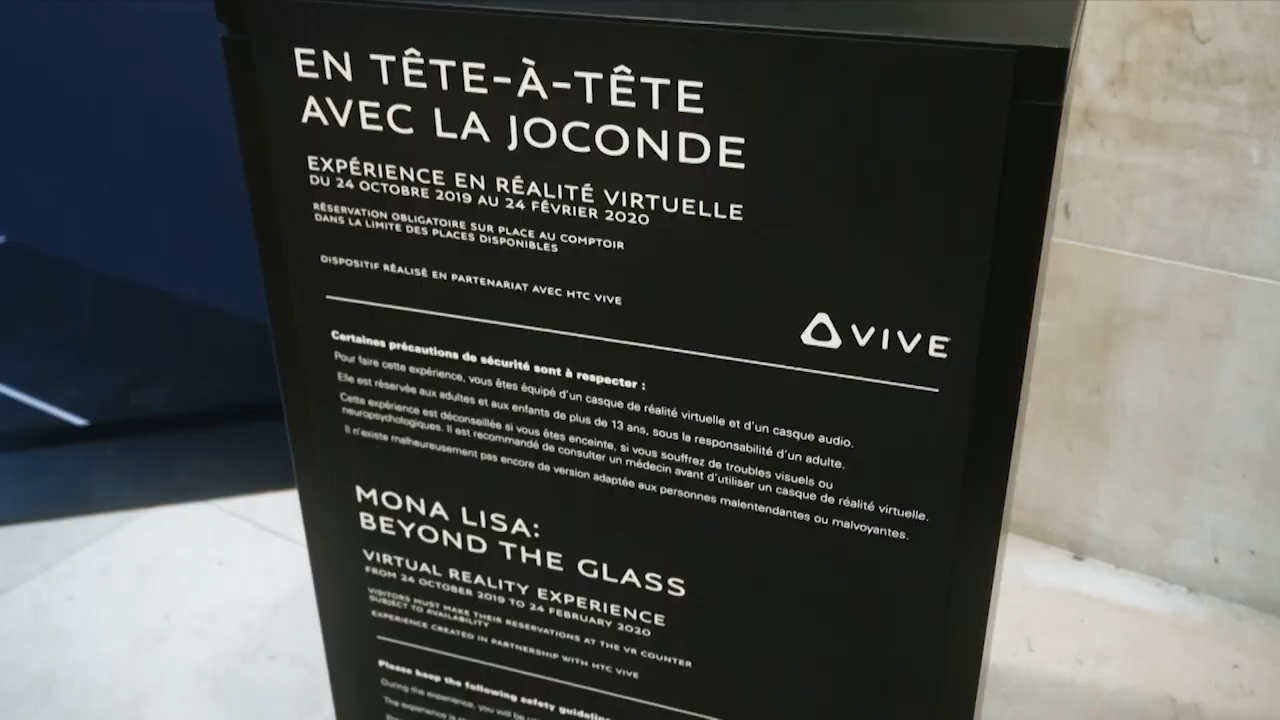 EN TÊTE-À-TÊTE
AVEC LA JOCONDE
EXPÉRIENCE EN RÉALITÉ VIRTUELLE
DU 24 OCTOBRE 2019 AU 24 FÉVRIER 2020
RÉSERVATION OBLIGATOIRE SUR PLACE AU COMPTOIR
DANS LA LIMITE DES PLACES DISPONIBLES
DISPOSITIF RÉALISÉ EN PARTENARIAT AVEC HTC VIVE
VIVE
Certaines précautions de sécurité sont à respecter :
Pour faire cette expérience, vous êtes équipé d'un casque de réalité virtuelle et d'un casque audio.
Elle est réservée aux adultes et aux enfants de plus de 13 ans, sous la responsabilité d'un adulte.
Cette expérience est déconseillée si vous êtes enceinte, si vous souffrez de troubles visuels ou
neuropsychologiques. Il est recommandé de consulter un médecin avant d'utiliser un casque de réalité virtuelle.
Il n'existe malheureusement pas encore de version adaptée aux personnes malentendantes ou malvoyantes.
MONA LISA:
BEYOND THE GLASS
VIRTUAL REALITY EXPERIENCE
FROM 24 OCTOBER 2019 TO 24 FEBRUARY 2020
VISITORS MUST MAKE THEIR RESERVATIONS AT THE VR COUNTER
SUBJECT TO AVAILABILITY
EXPERIENCE CREATED IN PARTNERSHIP WITH HTC VIVE
Please keep the following safety
During the experience, you will be
The experience is